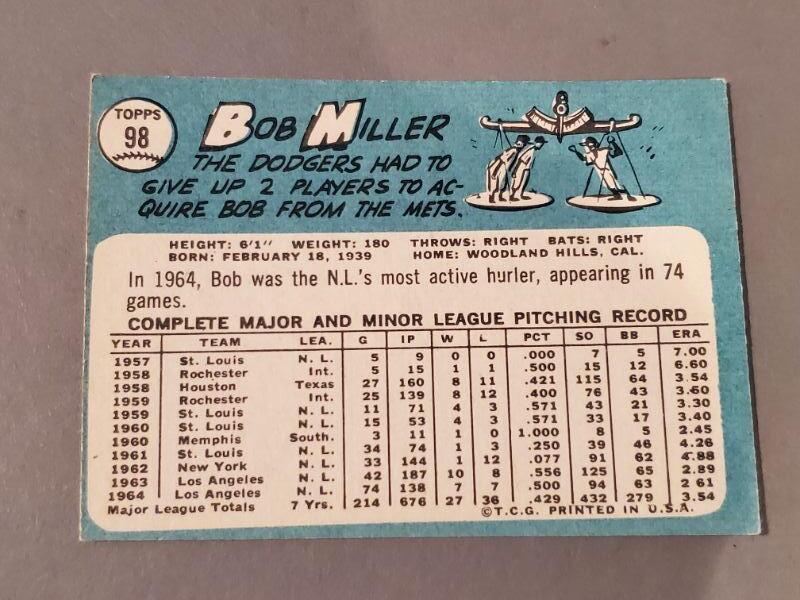 TOPPS
98
BOB MILLER
THE DODGERS HAD TO
GIVE UP 2 PLAYERS TO AC-
QUIRE BOB FROM THE METS.
HEIGHT: 6'1" WEIGHT: 180 THROWS: RIGHT BATS: RIGHT
BORN: FEBRUARY 18, 1939 HOME: WOODLAND HILLS, CAL.
In 1964, Bob was the N.L.'s most active hurler, appearing in 74
games.
COMPLETE MAJOR AND MINOR LEAGUE PITCHING RECORD
YEAR TEAM LEA. G IP W L PCT SO BB ERA
1957 St. Louis N. L. 5 9 0 0 .000 7 5 7.00
1958 Rochester Int. 5 15 1 1 .500 15 12 6.60
1958 Houston Texas 27 160 8 11 .421 115 64 3.54
1959 Rochester Int. 25 139 8 12 .400 76 43 3.60
1959 St. Louis N. L. 11 71 4 3 .571 43 21 3.30
1960 St. Louis N. L. 15 53 4 3 .571 33 17 3.40
1960 Memphis South. 3 11 1 0 1.000 8 5 2.45
1961 St. Louis N. L. 34 74 1 3 .250 39 46 4.26
1962 New York N. L. 33 144 1 12 .077 91 62 4.88
1963 Los Angeles N. L. 42 187 10 8 .556 125 65 2.89
1964 Los Angeles N. L. 74 138 7 7 .500 94 63 2 61
Major League Totals 7 Yrs. 214 676 27 36 .429 432 279 3.54
©T.C.G. PRINTED IN U.S.A.